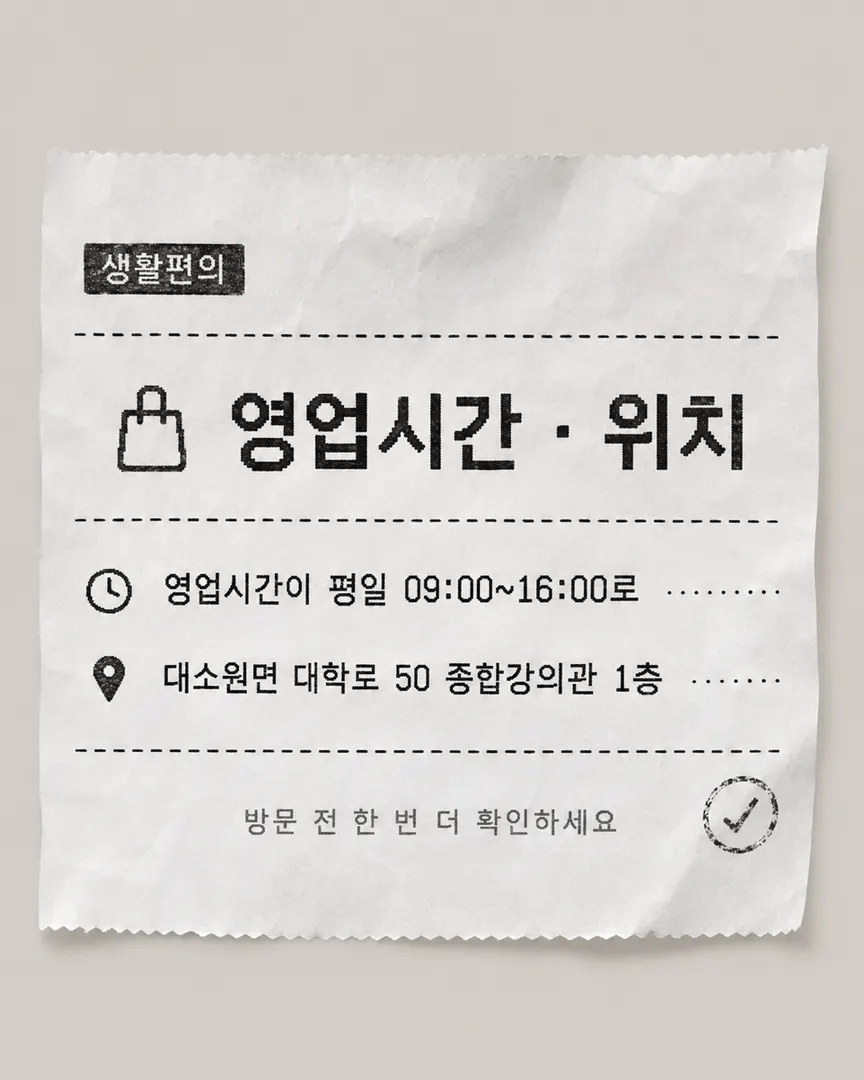 생활편의
영업시간 · 위치
영업시간이 평일 09:00~16:00로
대소원면 대학로 50 종합강의관 1층
방문 전 한 번 더 확인하세요